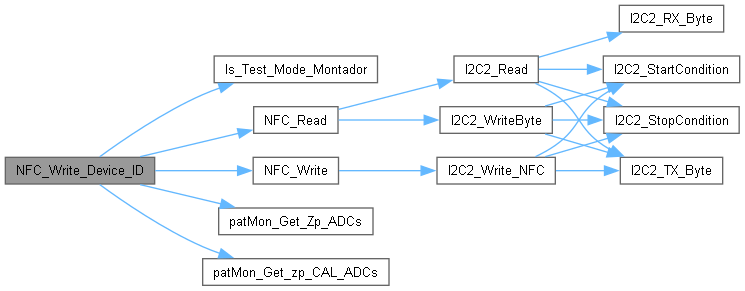 NFC_Write_Device_ID
Is_Test_Mode_Montador
NFC_Read
NFC_Write
patMon_Get_Zp_ADCs
patMon_Get_zp_CAL_ADCs
I2C2_Read
I2C2_WriteByte
I2C2_Write_NFC
I2C2_RX_Byte
I2C2_StartCondition
I2C2_StopCondition
I2C2_TX_Byte